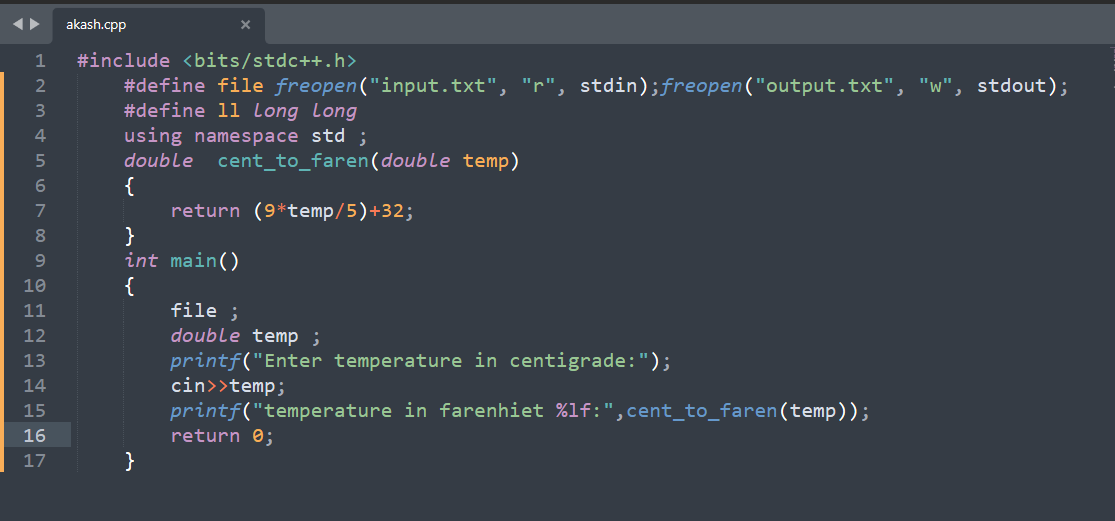 akash.cpp
1 #include <bits/stdc++.h>
2 #define file freopen("input.txt", "r", stdin);freopen("output.txt", "w", stdout);
3 #define ll long long
4 using namespace std ;
5 double  cent_to_faren(double temp)
6 {
7 return (9*temp/5)+32;
8 }
9 int main()
10 {
11 file ;
12 double temp ;
13 printf("Enter temperature in centigrade:");
14 cin>>temp;
15 printf("temperature in farenhiet %lf:",cent_to_faren(temp));
16 return 0;
17 }